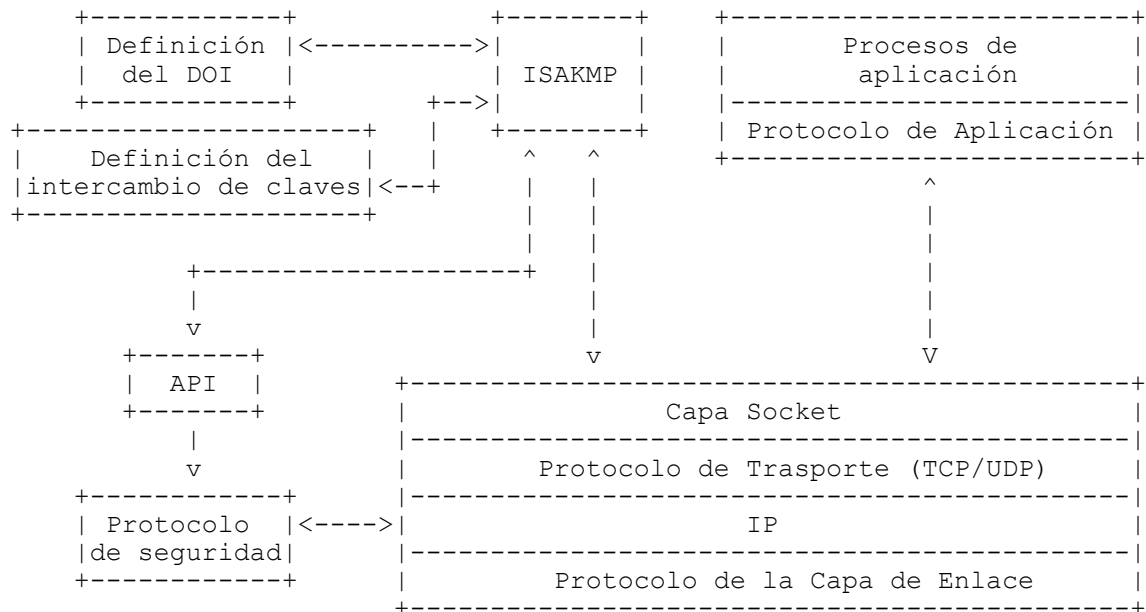 Definición
del DOI
ISAKMP
Procesos de
aplicación
Protocolo de Aplicación
Definición del
intercambio de claves
API
Capa Socket
Protocolo de Trasporte (TCP/UDP)
Protocolo
de seguridad
IP
Protocolo de la Capa de Enlace